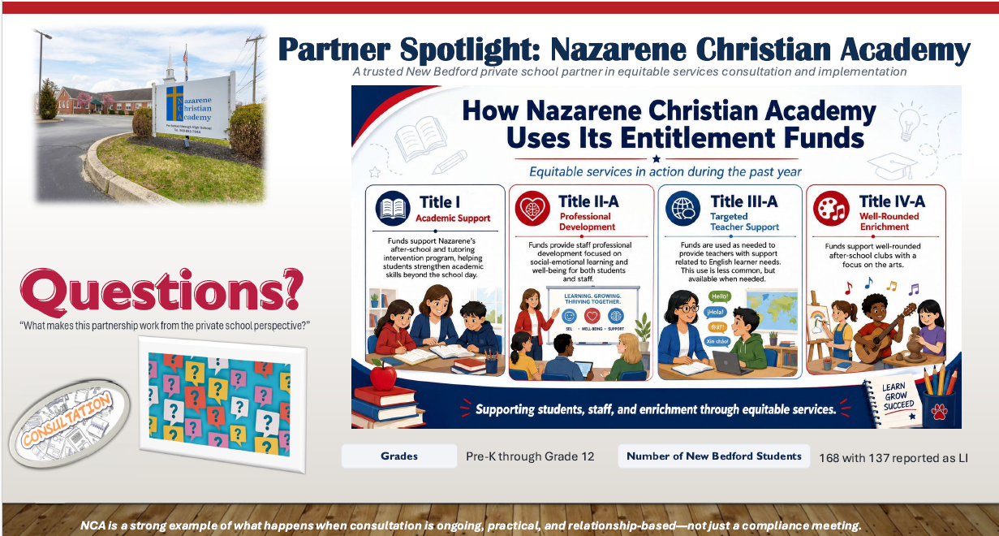 Partner Spotlight: Nazarene Christian Academy
A trusted New Bedford private school partner in equitable services consultation and implementation
Nazarene
Christian
Academy
How Nazarene Christian Academy
Uses Its Entitlement Funds
Equitable services in action during the past year
Title I
Academic Support
Funds support Nazarene's
after-school and tutoring
intervention program, helping
students strengthen academic
skills beyond the school day.
Title II-A
Professional
Development
Funds provide staff professional
development focused on
social-emotional learning and
well-being for both students
and staff.
LEARNING. GROWING.
THRIVING TOGETHER.
SEL • WELL-BEING • SUPPORT
Title III-A
Targeted
Teacher Support
Funds are used as needed to
provide teachers with support
related to English learner needs.
This use is less common, but
available when needed.
Hello!
¡Hola!
Xin chào!
Title IV-A
Well-Rounded
Enrichment
Funds support well-rounded
after-school clubs with a
focus on the arts.
LEARN
GROW
SUCCEED
Supporting students, staff, and enrichment through equitable services.
Questions?
“What makes this partnership work from the private school perspective?”
CONSULTATION
? ? ? ? ? ?
Grades
Pre-K through Grade 12
Number of New Bedford Students
168 with 137 reported as LI
NCA is a strong example of what happens when consultation is ongoing, practical, and relationship-based—not just a compliance meeting.